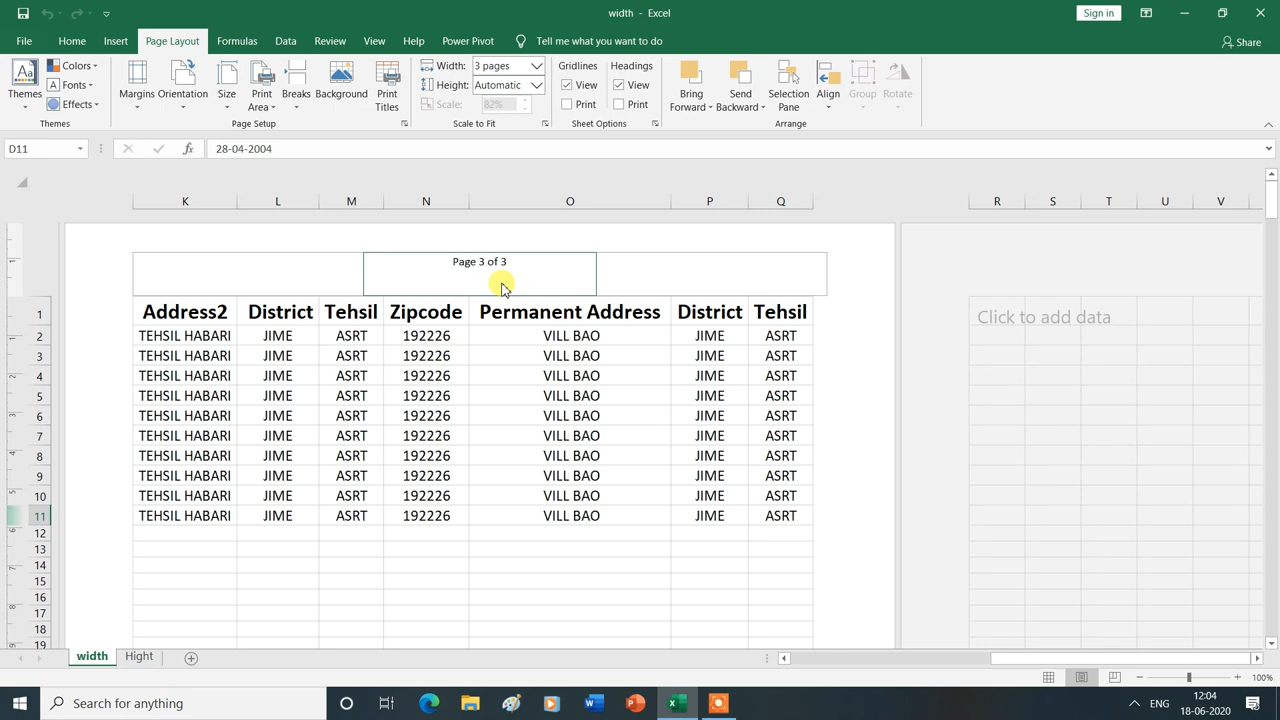 width - Excel
Sign in
File Home Insert Page Layout Formulas Data Review View Help Power Pivot Tell me what you want to do Share
Themes Colors Fonts Effects
Margins Orientation Size Print Area Breaks Background Print Titles
Width: 3 pages
Height: Automatic
Scale: 82%
Gridlines View Print
Headings View Print
Bring Forward Send Backward Selection Pane Align Group Rotate
Themes Page Setup Scale to Fit Sheet Options Arrange
D11 fx 28-04-2004
K L M N O P Q R S T U V
Page 3 of 3
1 Address2 District Tehsil Zipcode Permanent Address District Tehsil Click to add data
2 TEHSIL HABARI JIME ASRT 192226 VILL BAO JIME ASRT
3 TEHSIL HABARI JIME ASRT 192226 VILL BAO JIME ASRT
4 TEHSIL HABARI JIME ASRT 192226 VILL BAO JIME ASRT
5 TEHSIL HABARI JIME ASRT 192226 VILL BAO JIME ASRT
6 TEHSIL HABARI JIME ASRT 192226 VILL BAO JIME ASRT
7 TEHSIL HABARI JIME ASRT 192226 VILL BAO JIME ASRT
8 TEHSIL HABARI JIME ASRT 192226 VILL BAO JIME ASRT
9 TEHSIL HABARI JIME ASRT 192226 VILL BAO JIME ASRT
10 TEHSIL HABARI JIME ASRT 192226 VILL BAO JIME ASRT
11 TEHSIL HABARI JIME ASRT 192226 VILL BAO JIME ASRT
12
13
14
15
16
17
18
19
width Hight
100%
Search for anything
ENG
12:04
18-06-2020